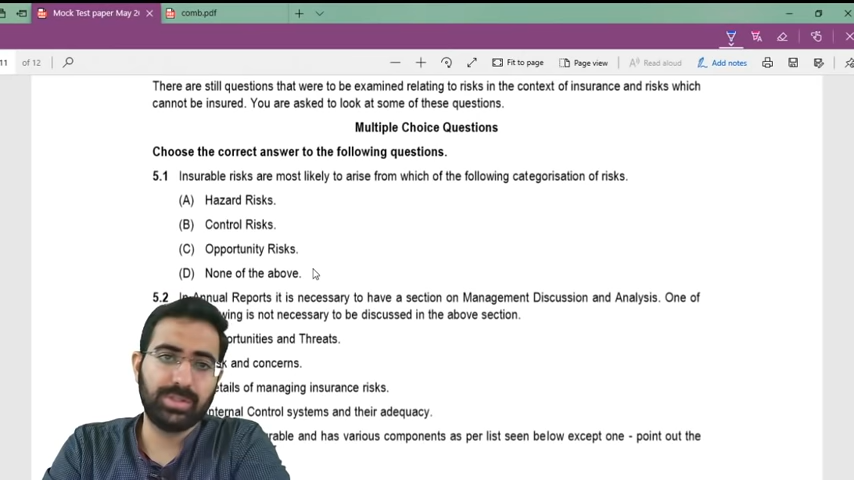 Mock Test paper May 2
comb.pdf
11 of 12
Fit to page
Page view
Read aloud
Add notes
There are still questions that were to be examined relating to risks in the context of insurance and risks which
cannot be insured. You are asked to look at some of these questions.
Multiple Choice Questions
Choose the correct answer to the following questions.
5.1 Insurable risks are most likely to arise from which of the following categorisation of risks.
(A) Hazard Risks.
(B) Control Risks.
(C) Opportunity Risks.
(D) None of the above.
5.2 In Annual Reports it is necessary to have a section on Management Discussion and Analysis. One of
wing is not necessary to be discussed in the above section.
ortunities and Threats.
sk and concerns.
etails of managing insurance risks.
nternal Control systems and their adequacy.
rable and has various components as per list seen below except one - point out the